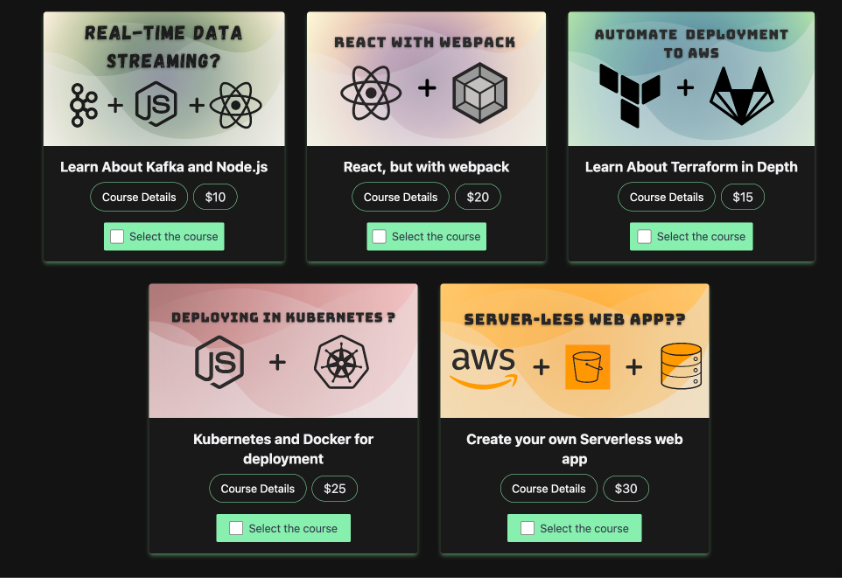 REAL-TIME DATA
STREAMING?
+ JS +
Learn About Kafka and Node.js
Course Details $10
Select the course
REACT WITH WEBPACK
+
React, but with webpack
Course Details $20
Select the course
AUTOMATE DEPLOYMENT
TO AWS
+
Learn About Terraform in Depth
Course Details $15
Select the course
DEPLOYING IN KUBERNETES ?
JS +
Kubernetes and Docker for
deployment
Course Details $25
Select the course
SERVER-LESS WEB APP??
aws + +
Create your own Serverless web
app
Course Details $30
Select the course